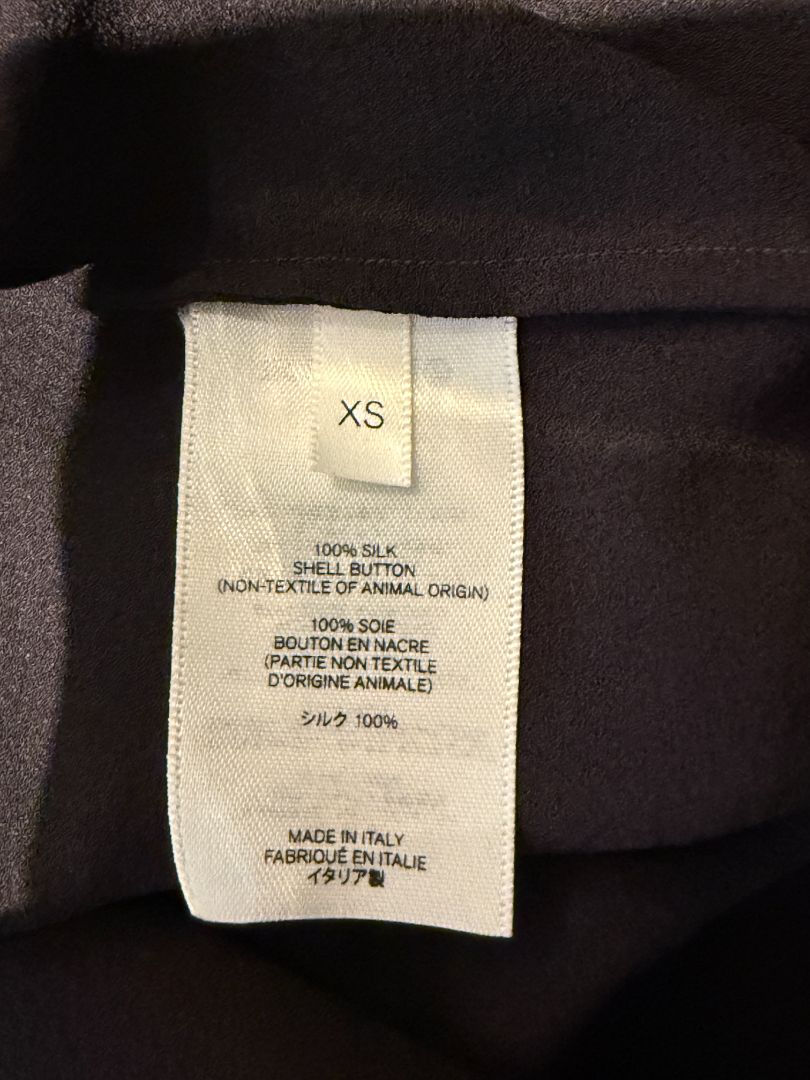 XS
100% SILK
SHELL BUTTON
(NON-TEXTILE OF ANIMAL ORIGIN)
100% SOIE
BOUTON EN NACRE
(PARTIE NON TEXTILE
D'ORIGINE ANIMALE)
シルク 100%
MADE IN ITALY
FABRIQUÉ EN ITALIE
イタリア製